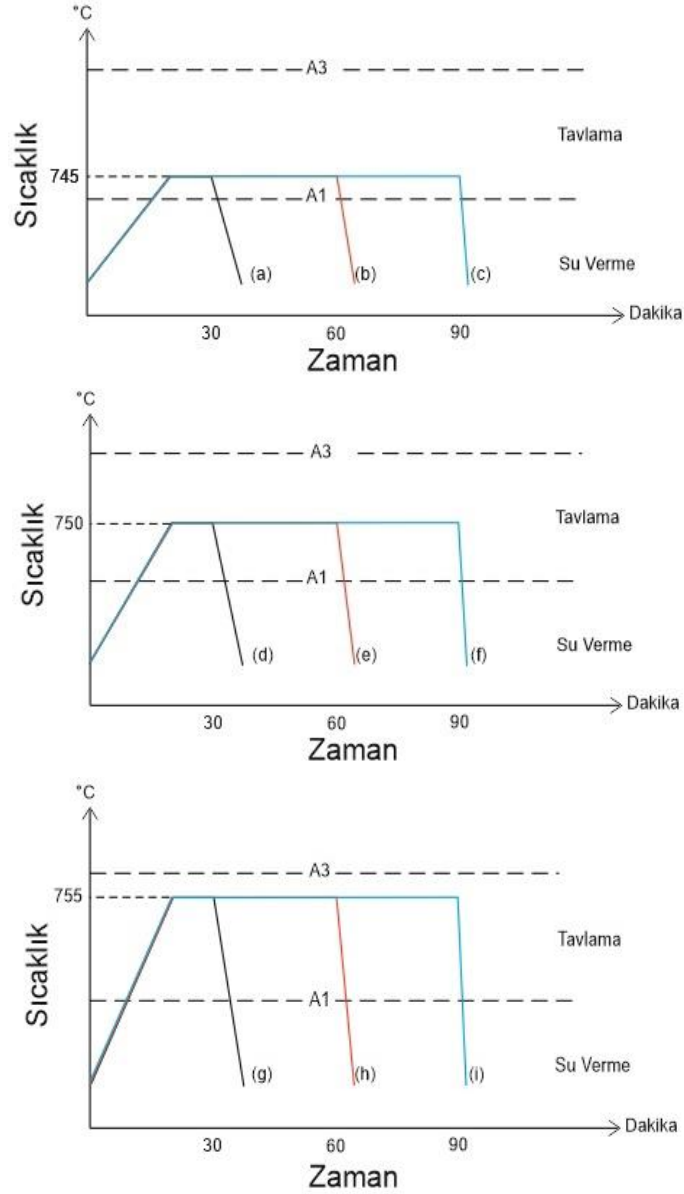 °C
A3
Tavlama
745
A1
Sıcaklık
Su Verme
(a) (b) (c)
Dakika
30 60 90
Zaman
°C
A3
750
Tavlama
A1
Sıcaklık
Su Verme
(d) (e) (f)
Dakika
30 60 90
Zaman
°C
A3
755
Tavlama
A1
Sıcaklık
Su Verme
(g) (h) (i)
Dakika
30 60 90
Zaman